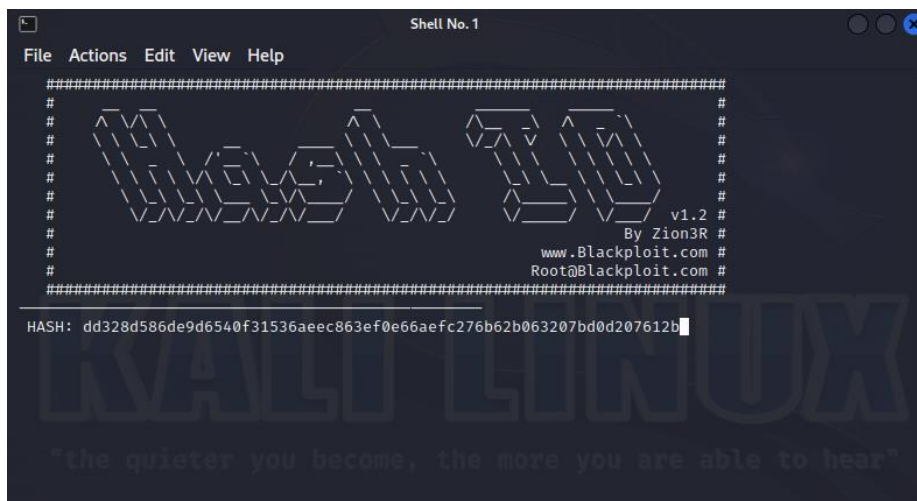 Shell No. 1
File Actions Edit View Help
#########################################################################
v1.2 #
By Zion3R #
www.Blackploit.com #
Root@Blackploit.com #
#########################################################################
HASH: dd328d586de9d6540f31536aeec863ef0e66aefc276b62b063207bd0d207612b
KALI LINUX
"the quieter you become, the more you are able to hear"